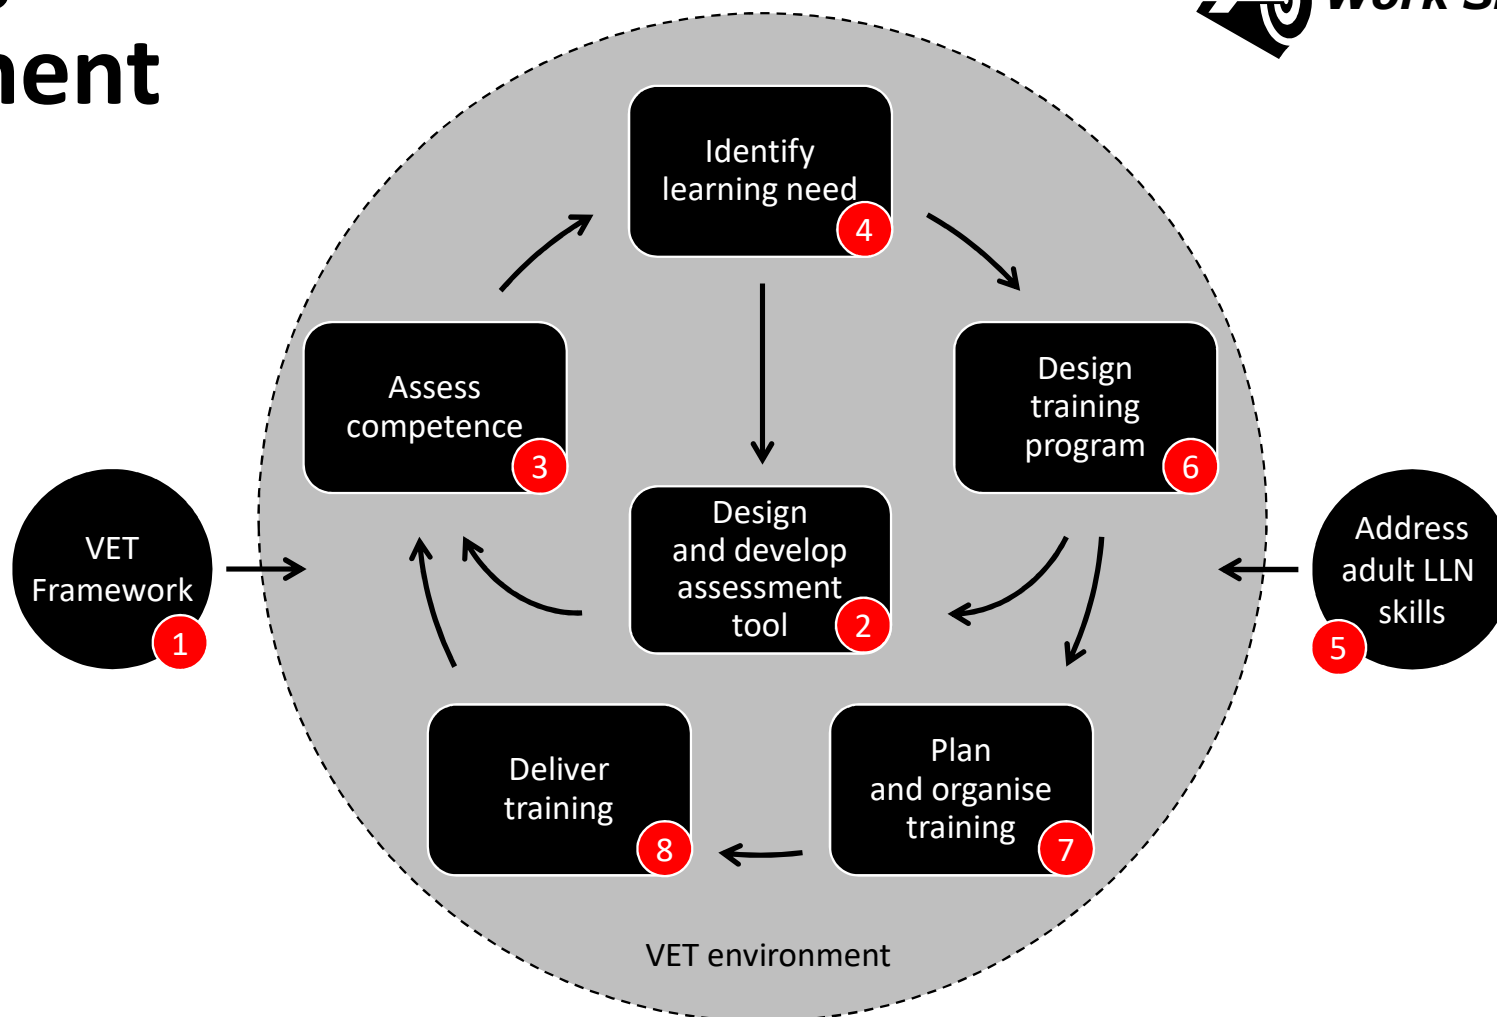 Identify
learning need
4
Assess
competence
3
Design
training
program
6
Design
and develop
assessment
tool
2
VET
Framework
1
Address
adult LLN
skills
5
Deliver
training
8
Plan
and organise
training
7
VET environment